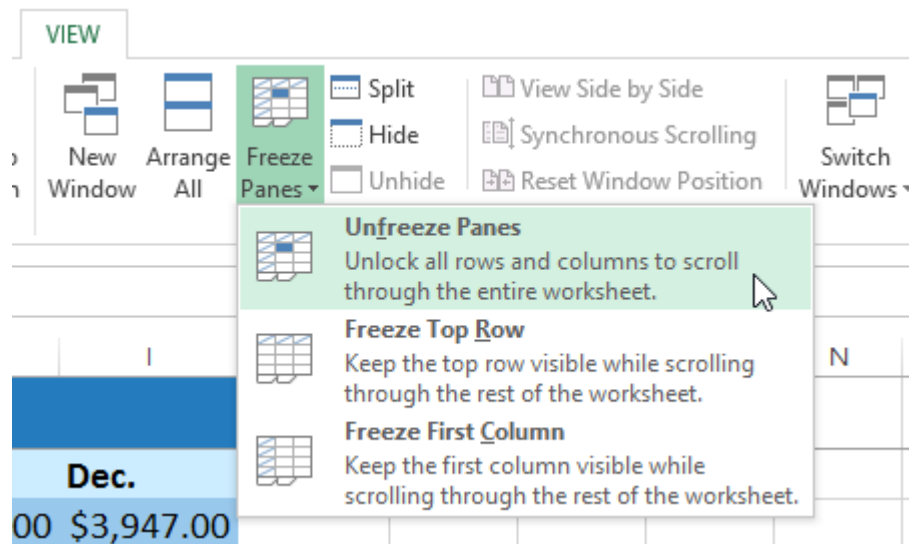 VIEW
New Window
Arrange All
Freeze Panes
Split
Hide
Unhide
View Side by Side
Synchronous Scrolling
Reset Window Position
Switch Windows
Unfreeze Panes
Unlock all rows and columns to scroll
through the entire worksheet.
Freeze Top Row
Keep the top row visible while scrolling
through the rest of the worksheet.
Freeze First Column
Keep the first column visible while
scrolling through the rest of the worksheet.
I
N
Dec.
00 $3,947.00